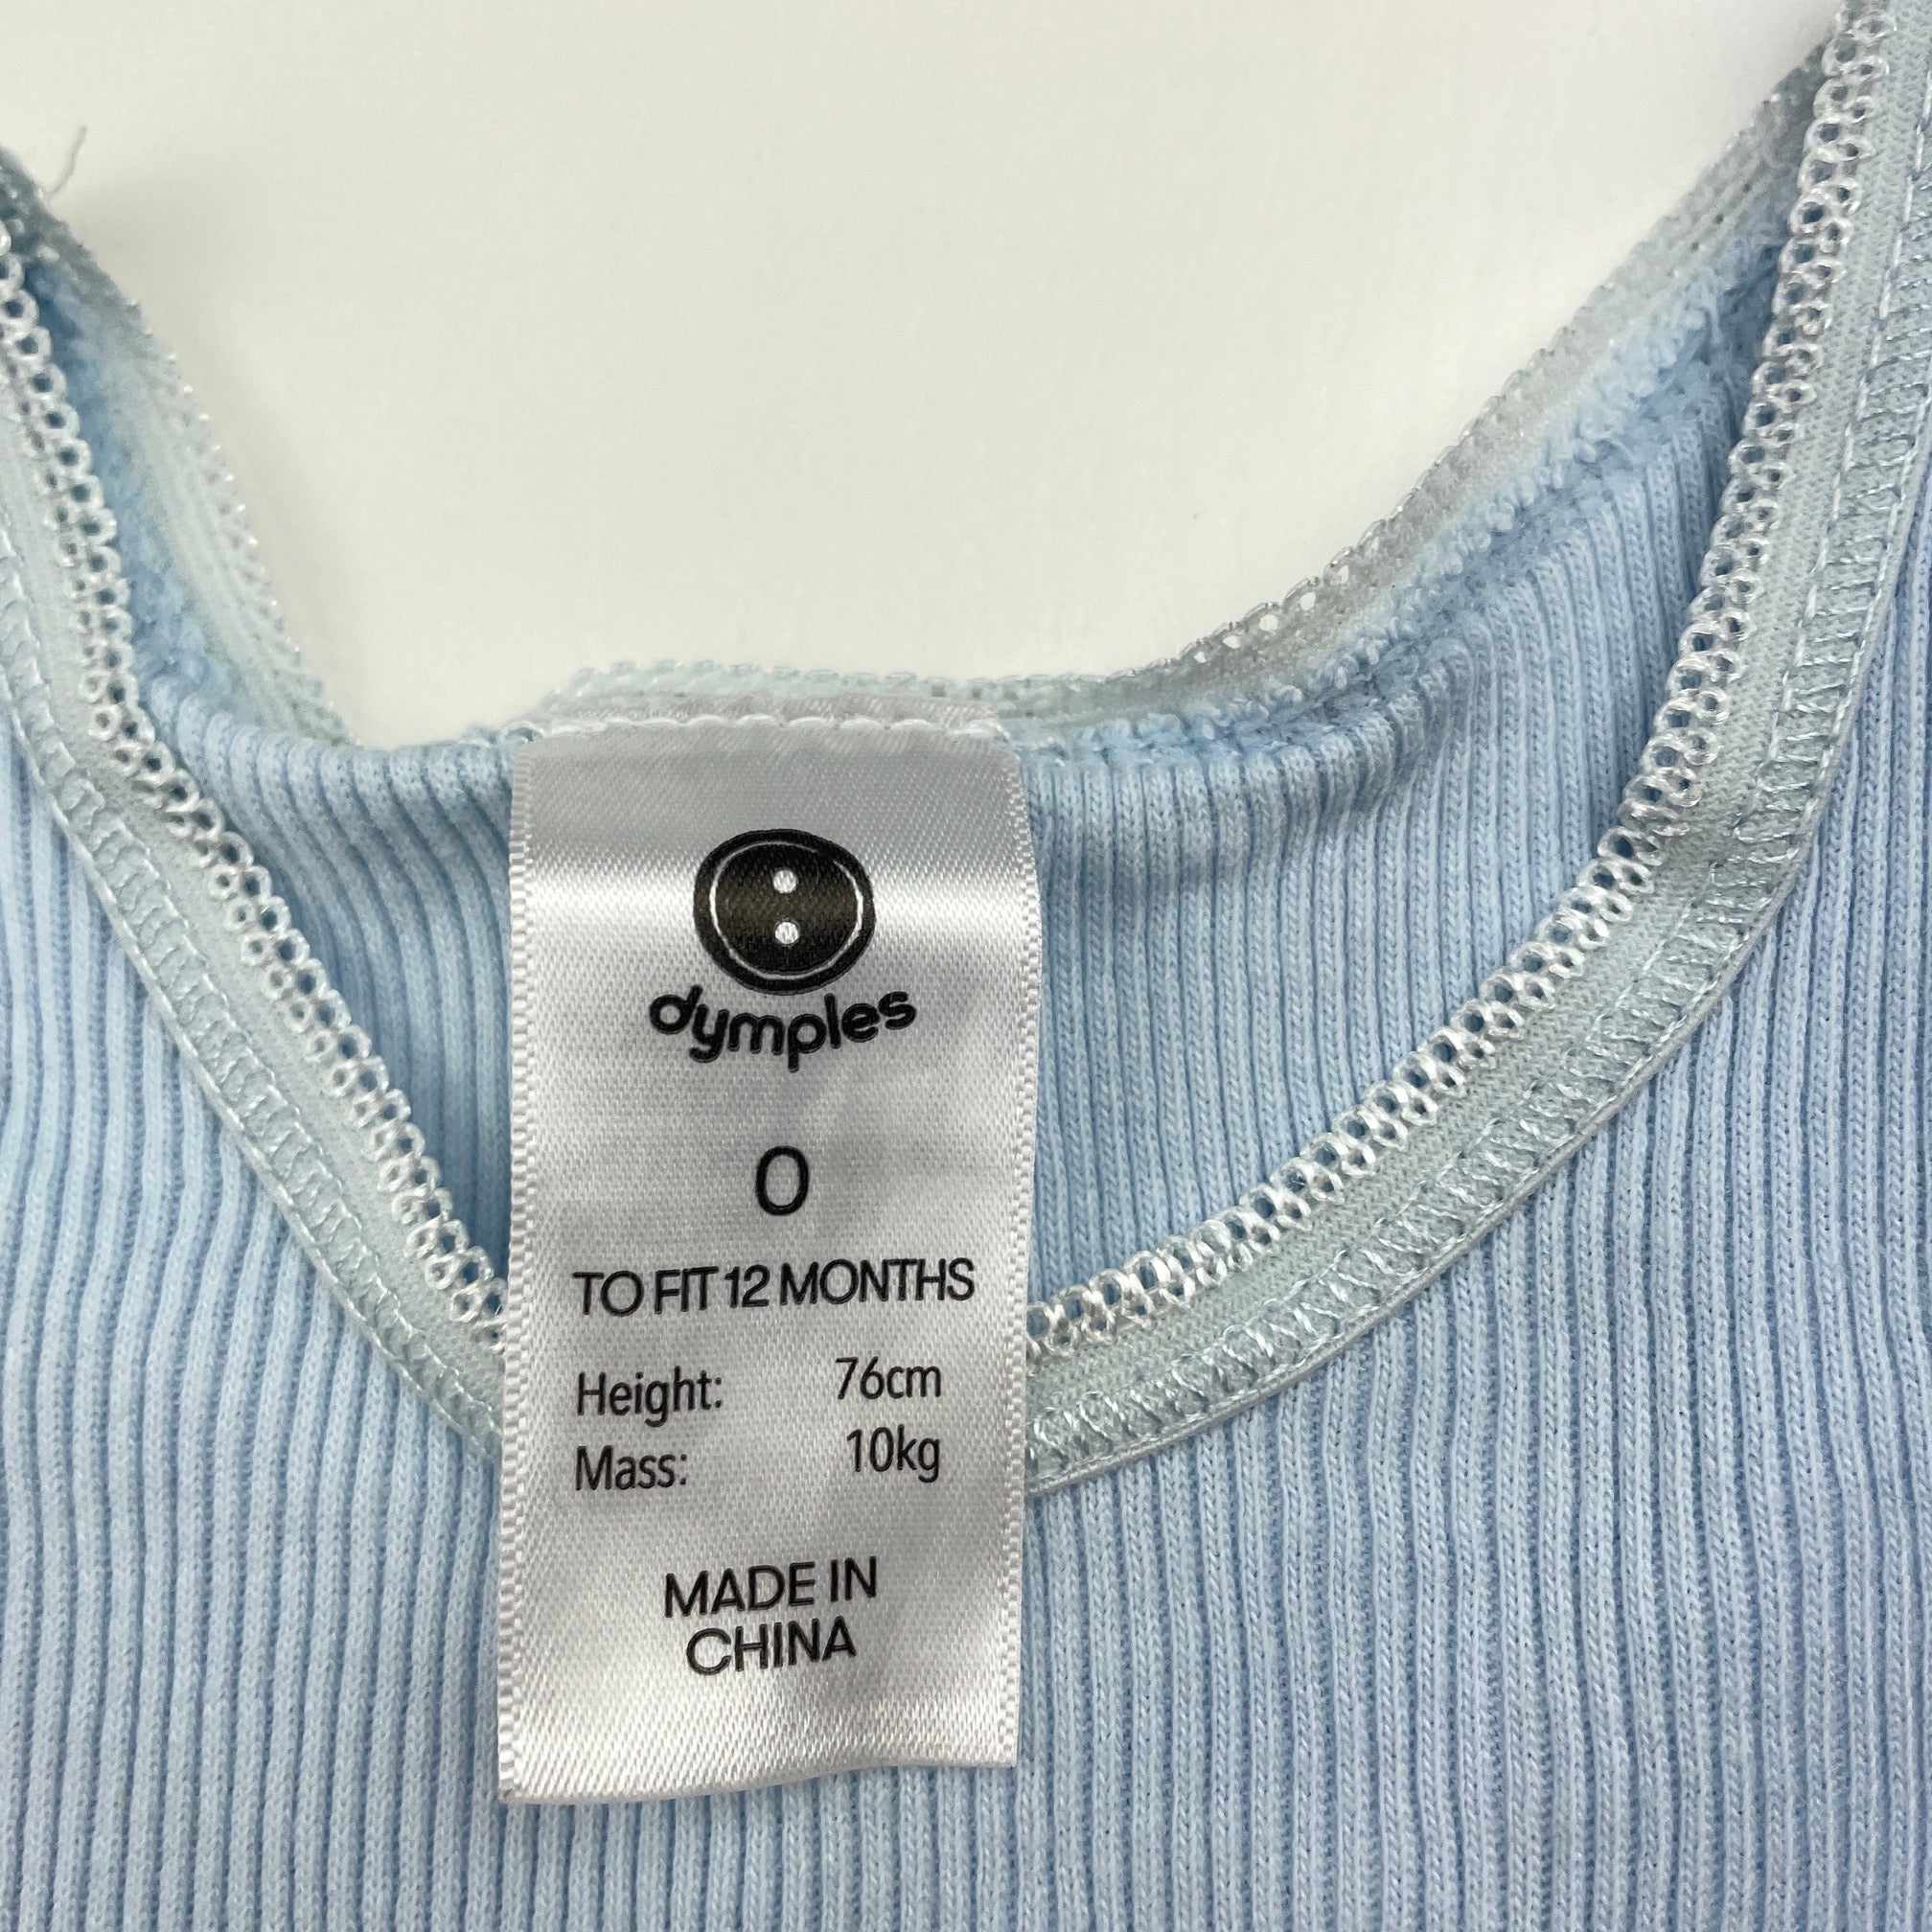 dymples
0
TO FIT 12 MONTHS
Height: 76cm
Mass: 10kg
MADE IN
CHINA